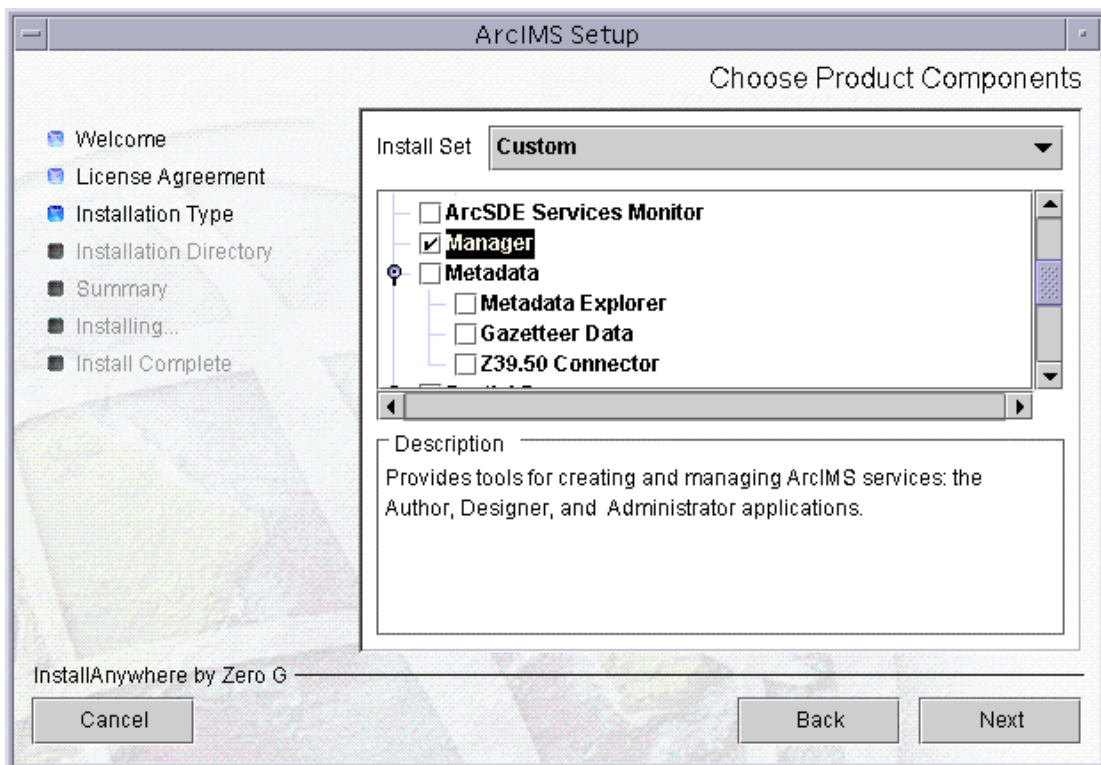 ArcIMS Setup
Choose Product Components
Welcome
License Agreement
Installation Type
Installation Directory
Summary
Installing...
Install Complete
Install Set Custom
ArcSDE Services Monitor
Manager
Metadata
Metadata Explorer
Gazetteer Data
Z39.50 Connector
Description
Provides tools for creating and managing ArcIMS services: the
Author, Designer, and Administrator applications.
InstallAnywhere by Zero G
Cancel
Back
Next